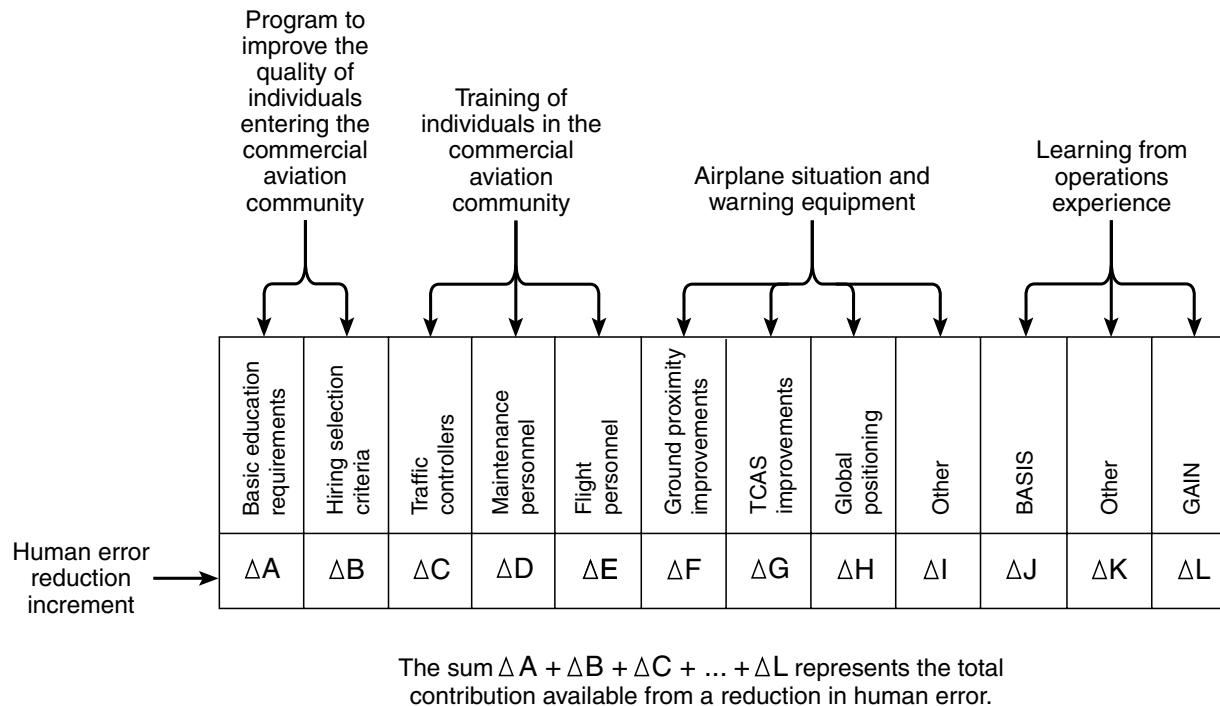 Program to
improve the
quality of
individuals
entering the
commercial
aviation
community
Training of
individuals in the
commercial
aviation
community
Airplane situation and
warning equipment
Learning from
operations
experience
Basic education
requirements
Hiring selection
criteria
Traffic
controllers
Maintenance
personnel
Flight
personnel
Ground proximity
improvements
TCAS
improvements
Global
positioning
Other
BASIS
Other
GAIN
Human error
reduction
increment
ΔA
ΔB
ΔC
ΔD
ΔE
ΔF
ΔG
ΔH
ΔI
ΔJ
ΔK
ΔL
The sum ΔA + ΔB + ΔC + ... + ΔL represents the total
contribution available from a reduction in human error.